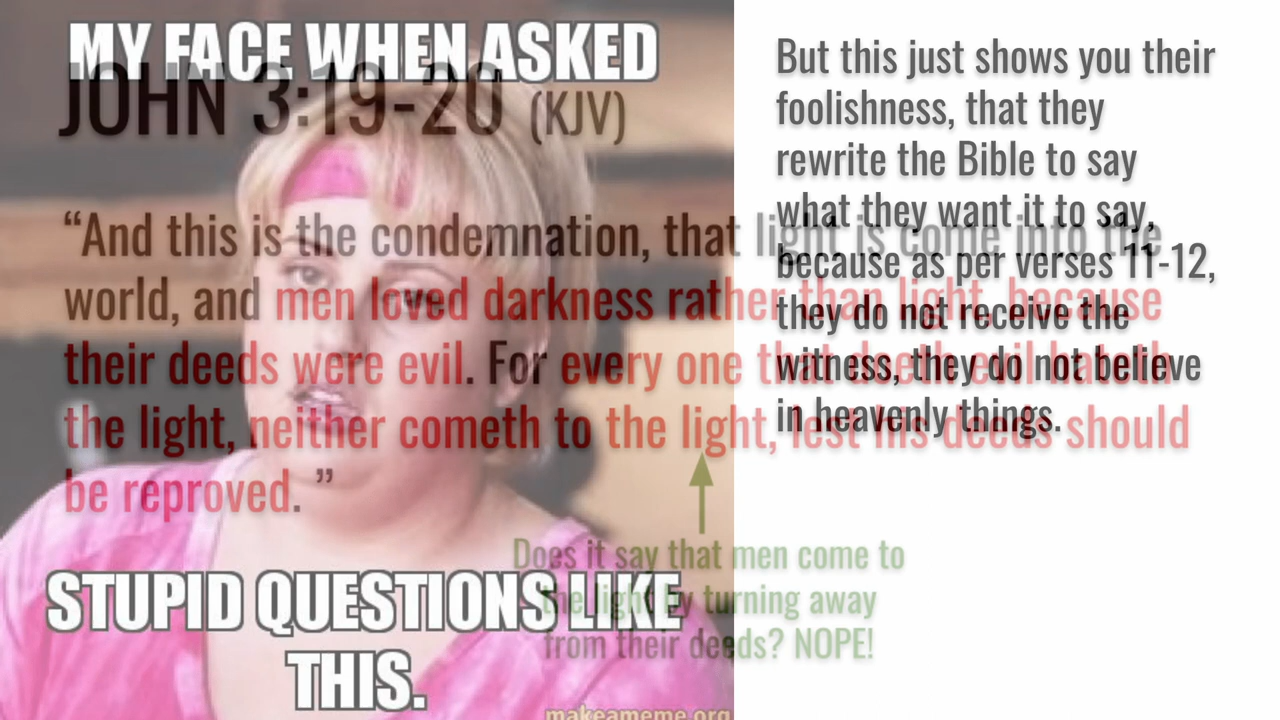 MY FACE WHEN ASKED
JOHN 3:19-20 (KJV)
“And this is the condemnation, that light is come into the
world, and men loved darkness rather than light, because
their deeds were evil. For every one that doeth evil hateth
the light, neither cometh to the light, lest his deeds should
be reproved. ”
Does it say that men come to
the light by turning away
from their deeds? NOPE!
STUPID QUESTIONS LIKE
THIS.
makeameme.org
But this just shows you their
foolishness, that they
rewrite the Bible to say
what they want it to say,
because as per verses 11-12,
they do not receive the
witness, they do not believe
in heavenly things.